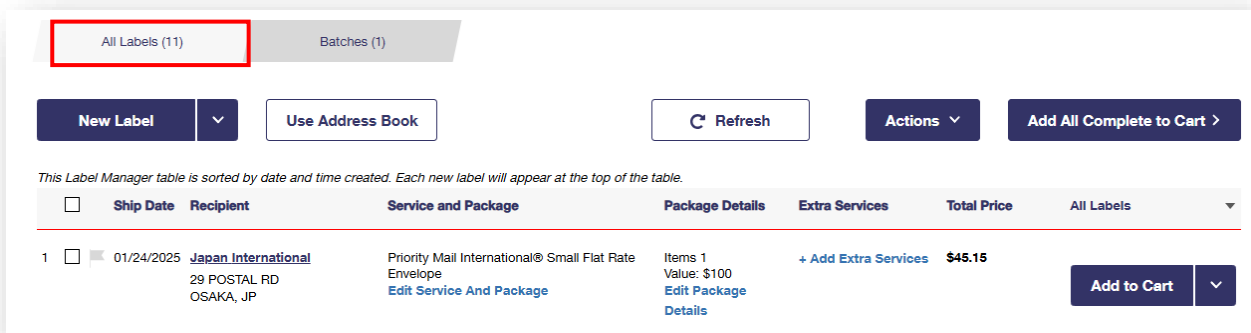 All Labels (11) Batches (1)
New Label Use Address Book Refresh Actions Add All Complete to Cart
This Label Manager table is sorted by date and time created. Each new label will appear at the top of the table.
Ship Date Recipient Service and Package Package Details Extra Services Total Price All Labels
1 01/24/2025 Japan International Priority Mail International® Small Flat Rate Items 1 + Add Extra Services $45.15
29 POSTAL RD Envelope Value: $100
OSAKA, JP Edit Service And Package Edit Package Add to Cart
Details